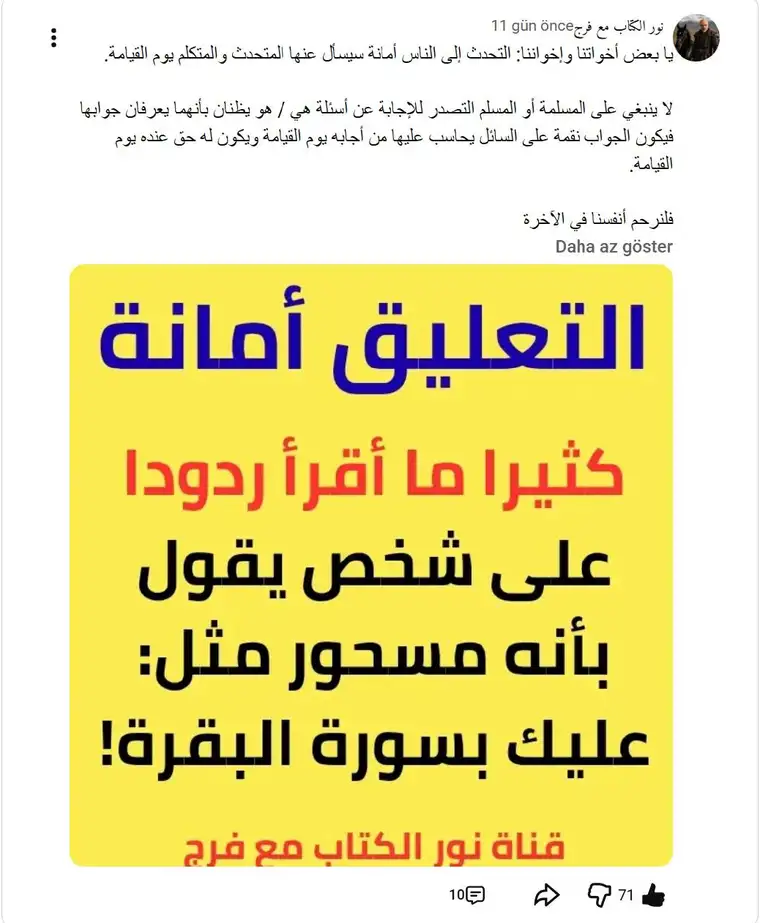 نور الكتاب مع فرج 11 gün önce
يا بعض أخواتنا وإخواننا: التحدث إلى الناس أمانة سيسأل عنها المتحدث والمتكلم يوم القيامة.
لا ينبغي على المسلمة أو المسلم التصدر للإجابة عن أسئلة هي / هو يظنان بأنهما يعرفان جوابها
فيكون الجواب نقمة على السائل يحاسب عليها من أجابه يوم القيامة ويكون له حق عنده يوم
القيامة.
فلنرحم أنفسنا في الآخرة
Daha az göster
التعليق أمانة
كثيرا ما أقرأ ردودا
على شخص يقول
بأنه مسحور مثل:
عليك بسورة البقرة!
قناة نور الكتاب مع فرج
71 10